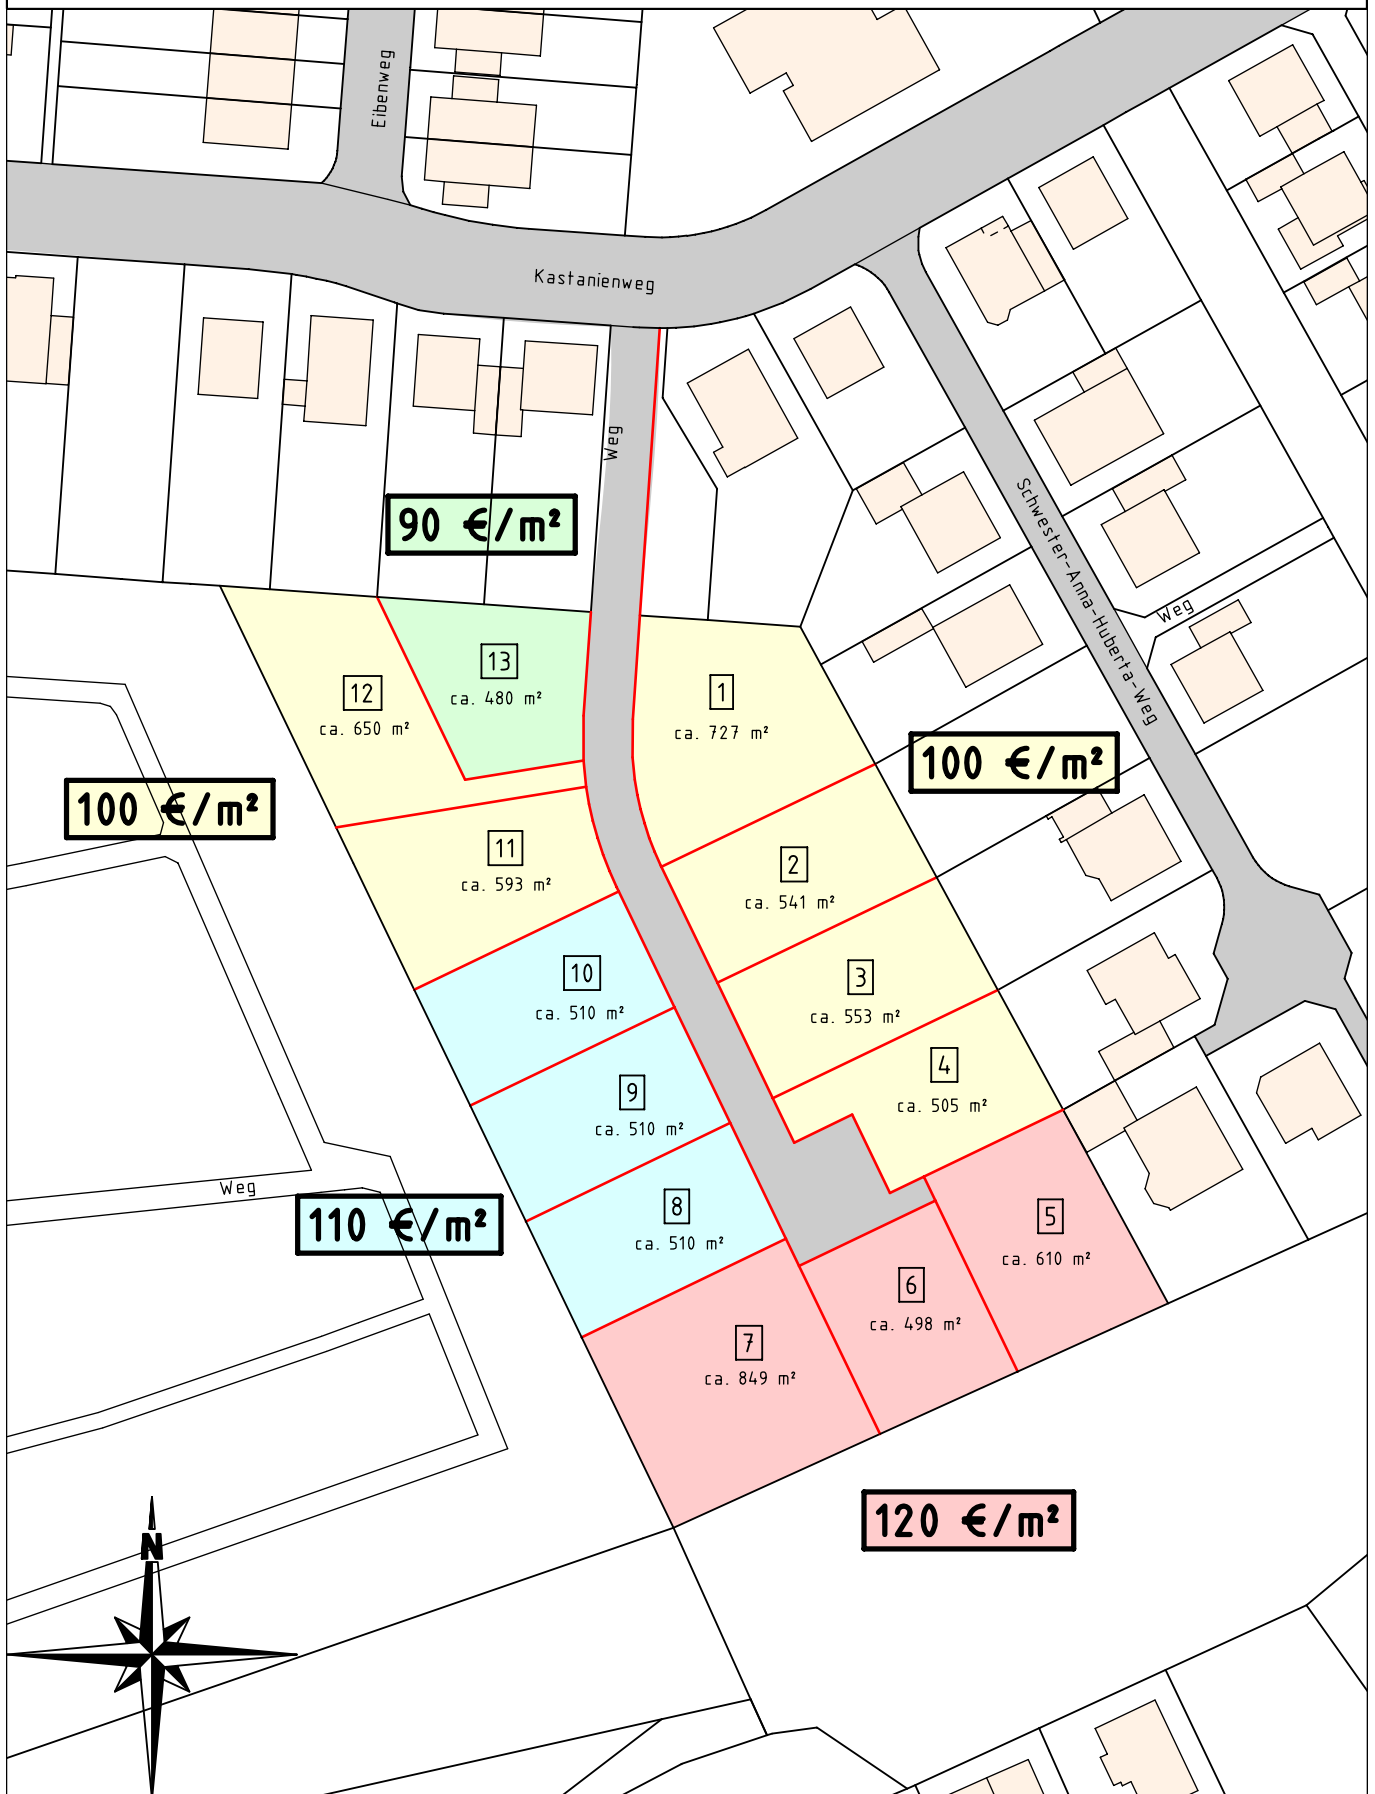 Eibenweg
Kastanienweg
Weg
Schwester-Anna-Huberta-Weg
Weg
90 €/m²
13
ca. 480 m²
12
ca. 650 m²
1
ca. 727 m²
100 €/m²
100 €/m²
11
ca. 593 m²
2
ca. 541 m²
10
ca. 510 m²
3
ca. 553 m²
9
ca. 510 m²
4
ca. 505 m²
Weg
110 €/m²
8
ca. 510 m²
5
ca. 610 m²
6
ca. 498 m²
7
ca. 849 m²
120 €/m²
N